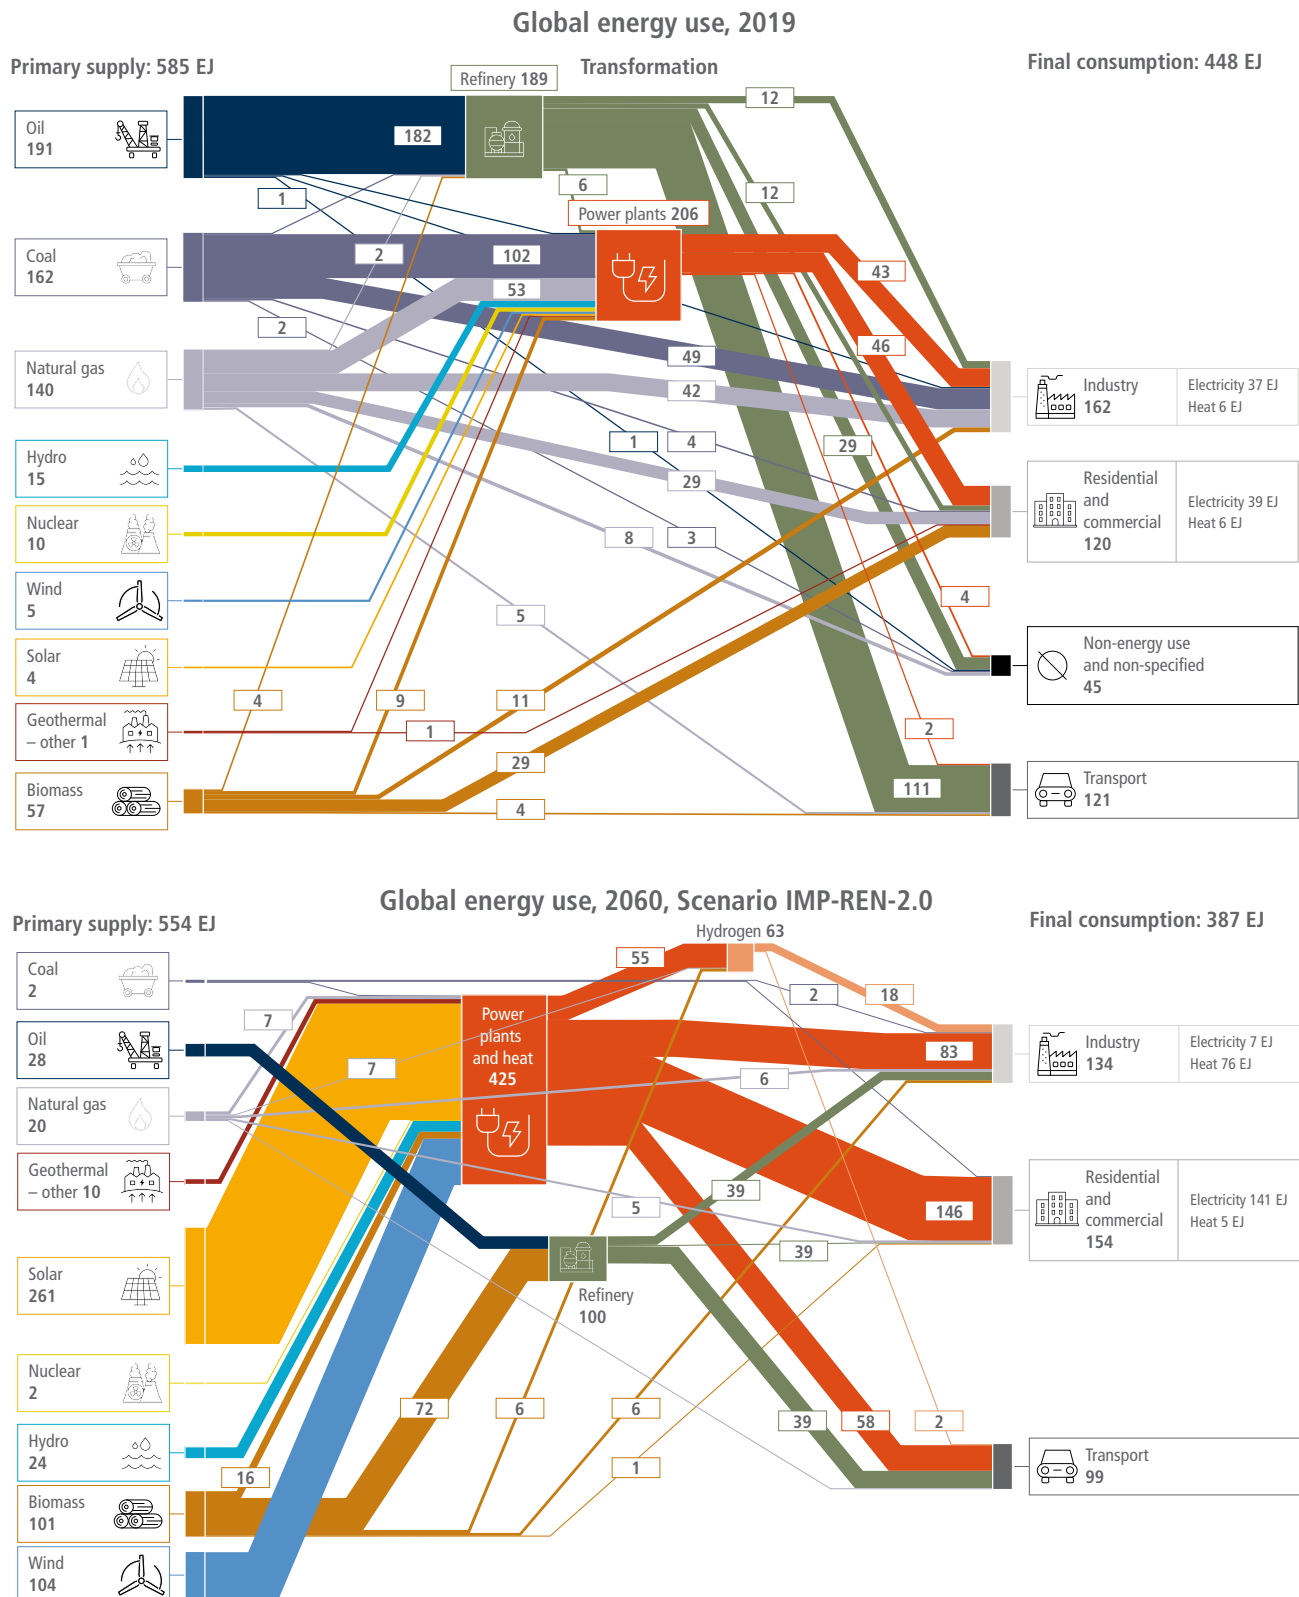 Global energy use, 2019
Primary supply: 585 EJ
Transformation
Final consumption: 448 EJ
Refinery 189
12
Oil
191
182
12
6
1
Power plants 206
Coal
162
2
102
43
53
2
46
49
Natural gas
140
42
Industry
162
Electricity 37 EJ
Heat 6 EJ
1
4
29
Hydro
15
29
Residential
and
commercial
120
Electricity 39 EJ
Heat 6 EJ
Nuclear
10
8
3
Wind
5
5
4
Solar
4
Non-energy use
and non-specified
45
4
9
11
Geothermal
– other 1
1
2
29
Biomass
57
4
111
Transport
121
Global energy use, 2060, Scenario IMP-REN-2.0
Primary supply: 554 EJ
Final consumption: 387 EJ
Hydrogen 63
55
Coal
2
2
18
7
Power
plants
and heat
425
Oil
28
83
Industry
134
Electricity 7 EJ
Heat 76 EJ
7
6
Natural gas
20
Geothermal
– other 10
39
5
146
Residential
and
commercial
154
Electricity 141 EJ
Heat 5 EJ
39
Solar
261
Refinery
100
Nuclear
2
72
6
6
39
58
2
Hydro
24
16
1
Transport
99
Biomass
101
Wind
104